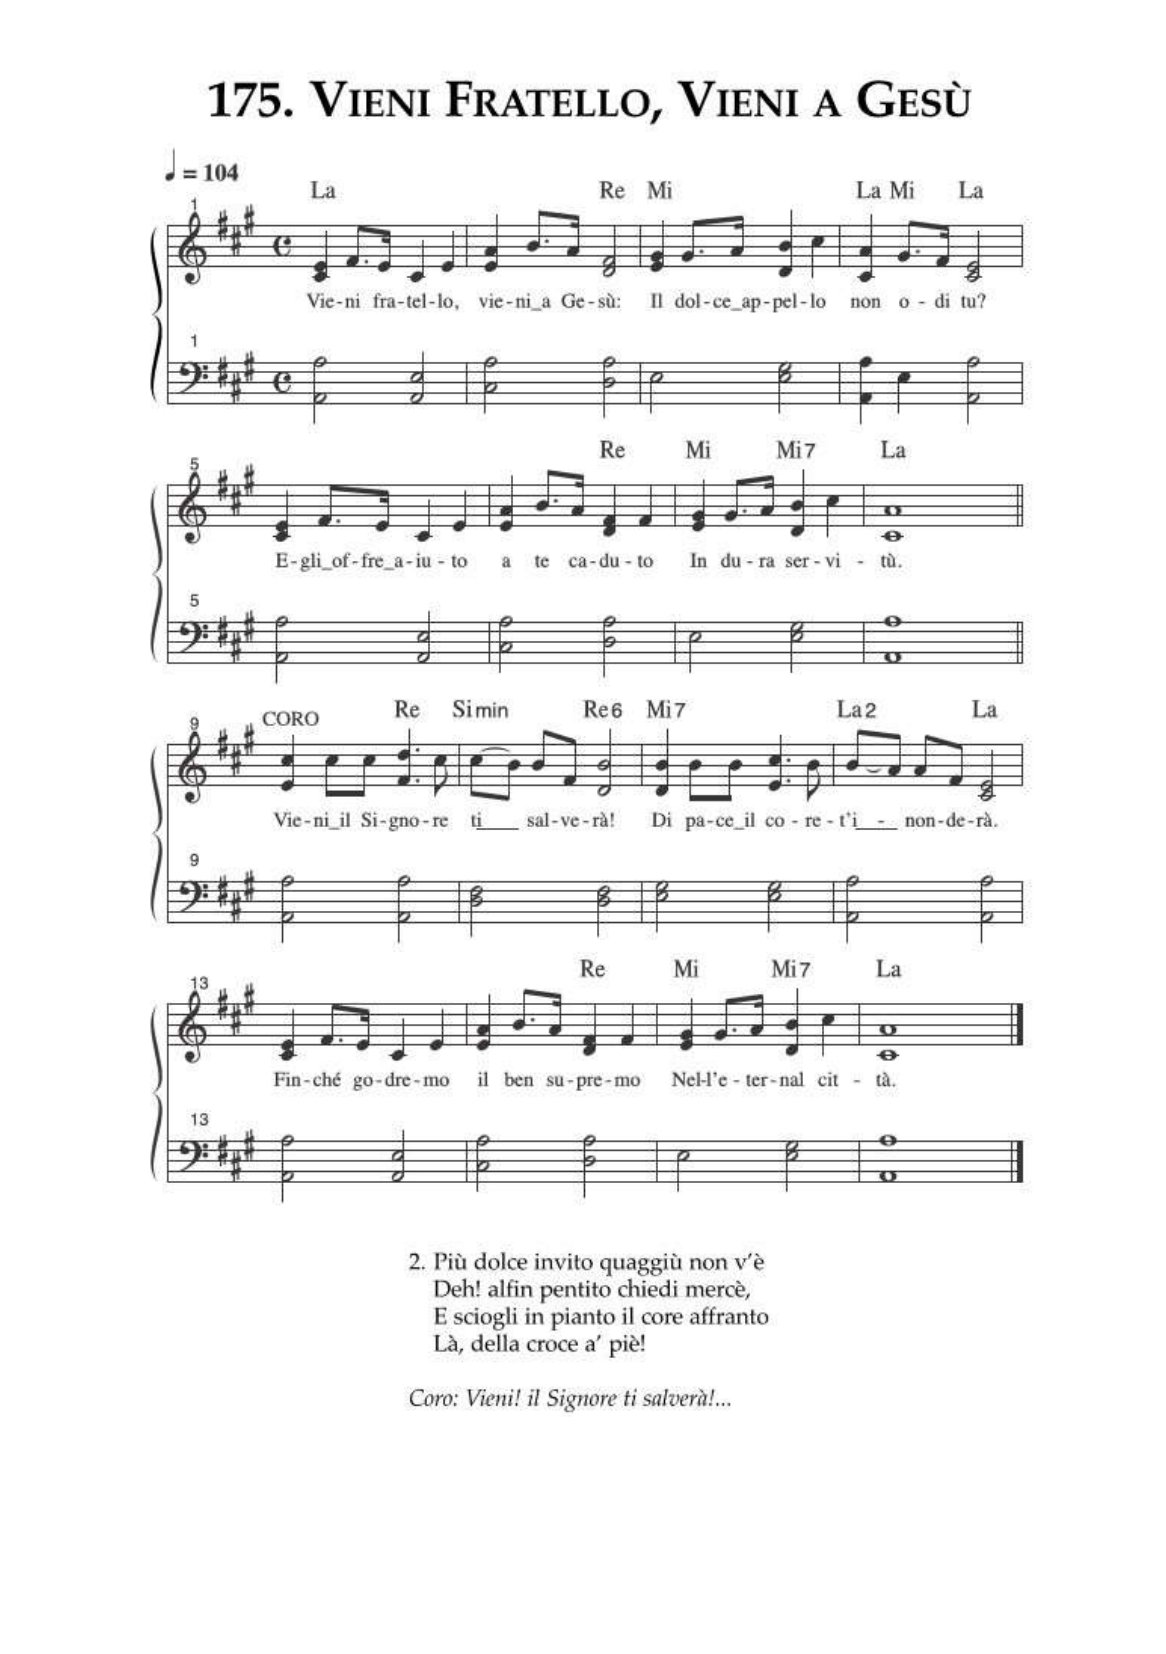 175. Vieni Fratello, Vieni a Gesù
= 104
La Re Mi La Mi La
1
Vie-ni fra-tel-lo, vie-ni_a Ge-sù: Il dol-ce_ap-pel-lo non o-di tu?
1
Re Mi Mi7 La
5
E-gli_of-fre_a-iu-to a te ca-du-to In du-ra ser-vi-tù.
5
CORO Re Simin Re6 Mi7 La2 La
9
Vie-ni_il Si-gno-re ti___ sal-ve-rà! Di pa-ce_il co-re-t'i_-_ non-de-rà.
9
Re Mi Mi7 La
13
Fin-ché go-dre-mo il ben su-pre-mo Nel-l'e-ter-nal cit-tà.
13
2. Più dolce invito quaggiù non v'è
Deh! alfin pentito chiedi mercè,
E sciogli in pianto il core affranto
Là, della croce a' piè!
Coro: Vieni! il Signore ti salverà!...